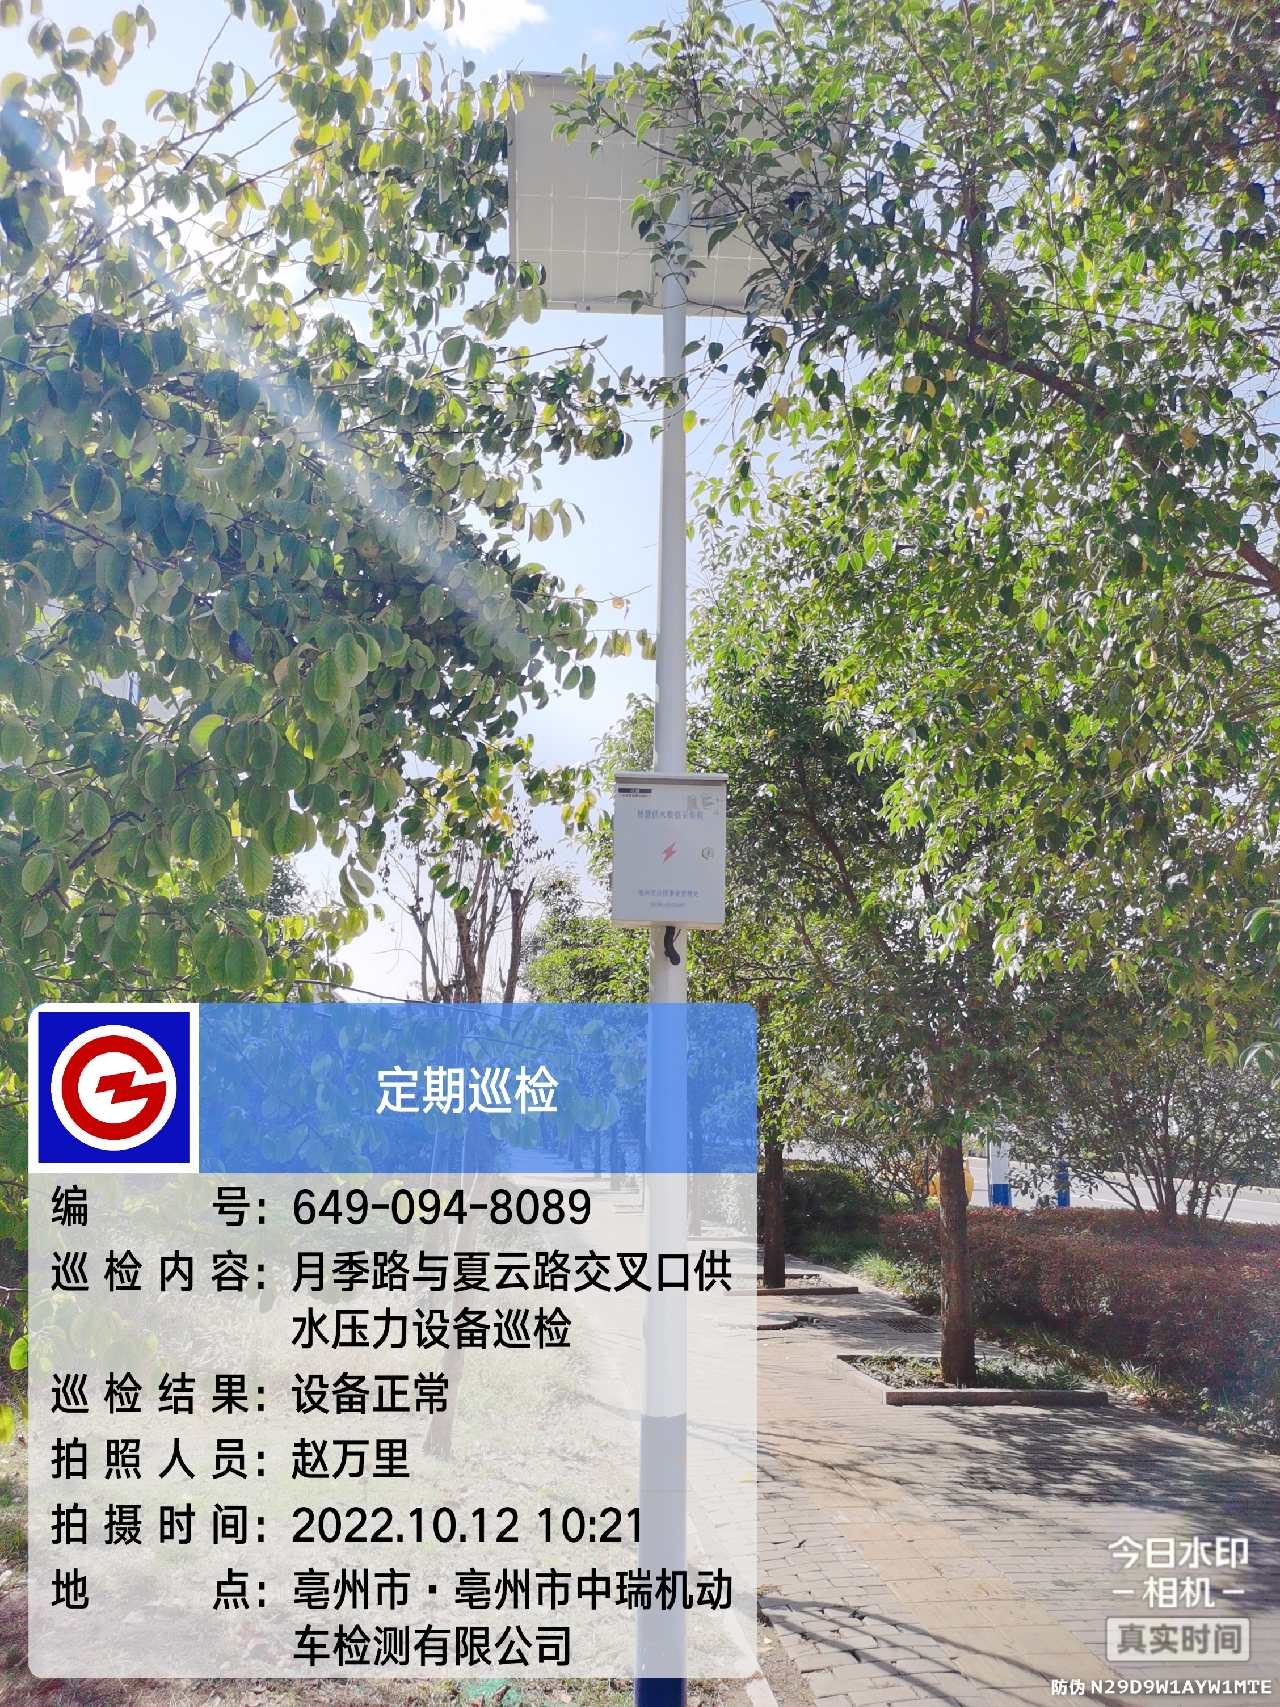 定期巡检
编号：649-094-8089
巡检内容：月季路与夏云路交叉口供
水压力设备巡检
巡检结果：设备正常
拍照人员：赵万里
拍摄时间：2022.10.12 10:21
地点：亳州市·亳州市中瑞机动
车检测有限公司
今日水印
相机
真实时间
防伪 N29D9W1AYW1MTE